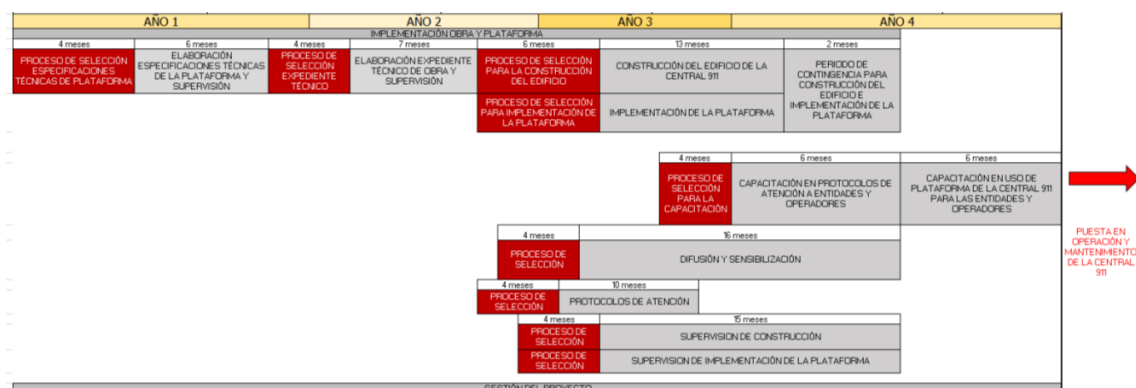 AÑO 1 AÑO 2 AÑO 3 AÑO 4
IMPLEMENTACIÓN OBRA Y PLATAFORMA
4 meses 6 meses 4 meses 7 meses 6 meses 13 meses 2 meses
PROCESO DE SELECCIÓN
ESPECIFICACIONES
TÉCNICAS DE PLATAFORMA
ELABORACIÓN
ESPECIFICACIONES TÉCNICAS
DE LA PLATAFORMA Y
SUPERVISIÓN
PROCESO DE
SELECCIÓN
EXPEDIENTE
TÉCNICO
ELABORACIÓN EXPEDIENTE
TÉCNICO DE OBRA Y
SUPERVISIÓN
PROCESO DE SELECCIÓN
PARA LA CONSTRUCCIÓN
DEL EDIFICIO
CONSTRUCCIÓN DEL EDIFICIO DE LA
CENTRAL 911
PERIODO DE
CONTINGENCIA PARA
CONSTRUCCIÓN DEL
EDIFICIO E
IMPLEMENTACIÓN DE LA
PLATAFORMA
PROCESO DE SELECCIÓN
PARA IMPLEMENTACIÓN DE
LA PLATAFORMA
IMPLEMENTACIÓN DE LA PLATAFORMA
4 meses 6 meses 6 meses
PROCESO DE
SELECCIÓN
PARA LA
CAPACITACIÓN
CAPACITACIÓN EN PROTOCOLOS DE
ATENCIÓN A ENTIDADES Y
OPERADORES
CAPACITACIÓN EN USO DE
PLATAFORMA DE LA CENTRAL 911
PARA LAS ENTIDADES Y
OPERADORES
PUESTA EN
OPERACIÓN Y
MANTENIMIENTO
DE LA CENTRAL
911
4 meses 16 meses
PROCESO DE
SELECCIÓN
DIFUSIÓN Y SENSIBILIZACIÓN
4 meses 10 meses
PROCESO DE
SELECCIÓN
PROTOCOLOS DE ATENCIÓN
4 meses 15 meses
PROCESO DE
SELECCIÓN
SUPERVISION DE CONSTRUCCIÓN
PROCESO DE
SELECCIÓN
SUPERVISION DE IMPLEMENTACIÓN DE LA PLATAFORMA
GESTIÓN DEL PROYECTO